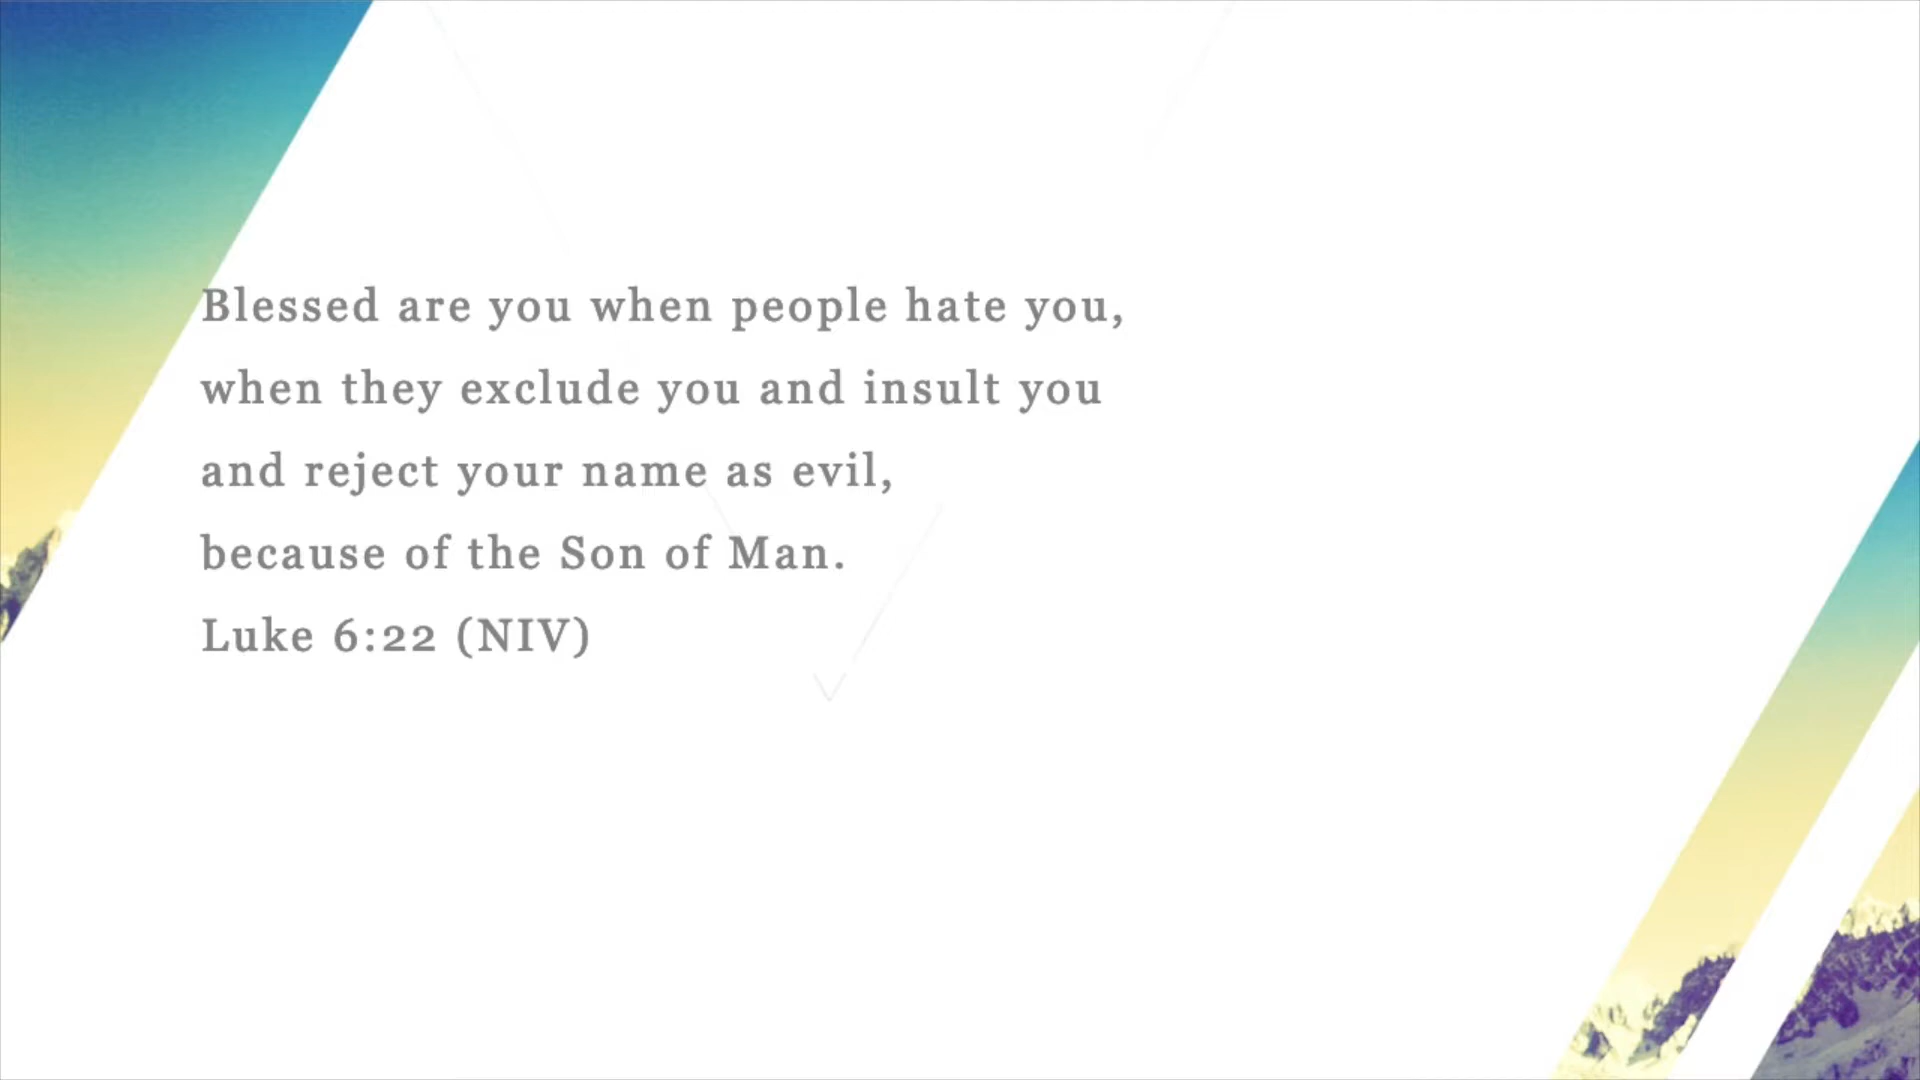 Blessed are you when people hate you,
when they exclude you and insult you
and reject your name as evil,
because of the Son of Man.
Luke 6:22 (NIV)